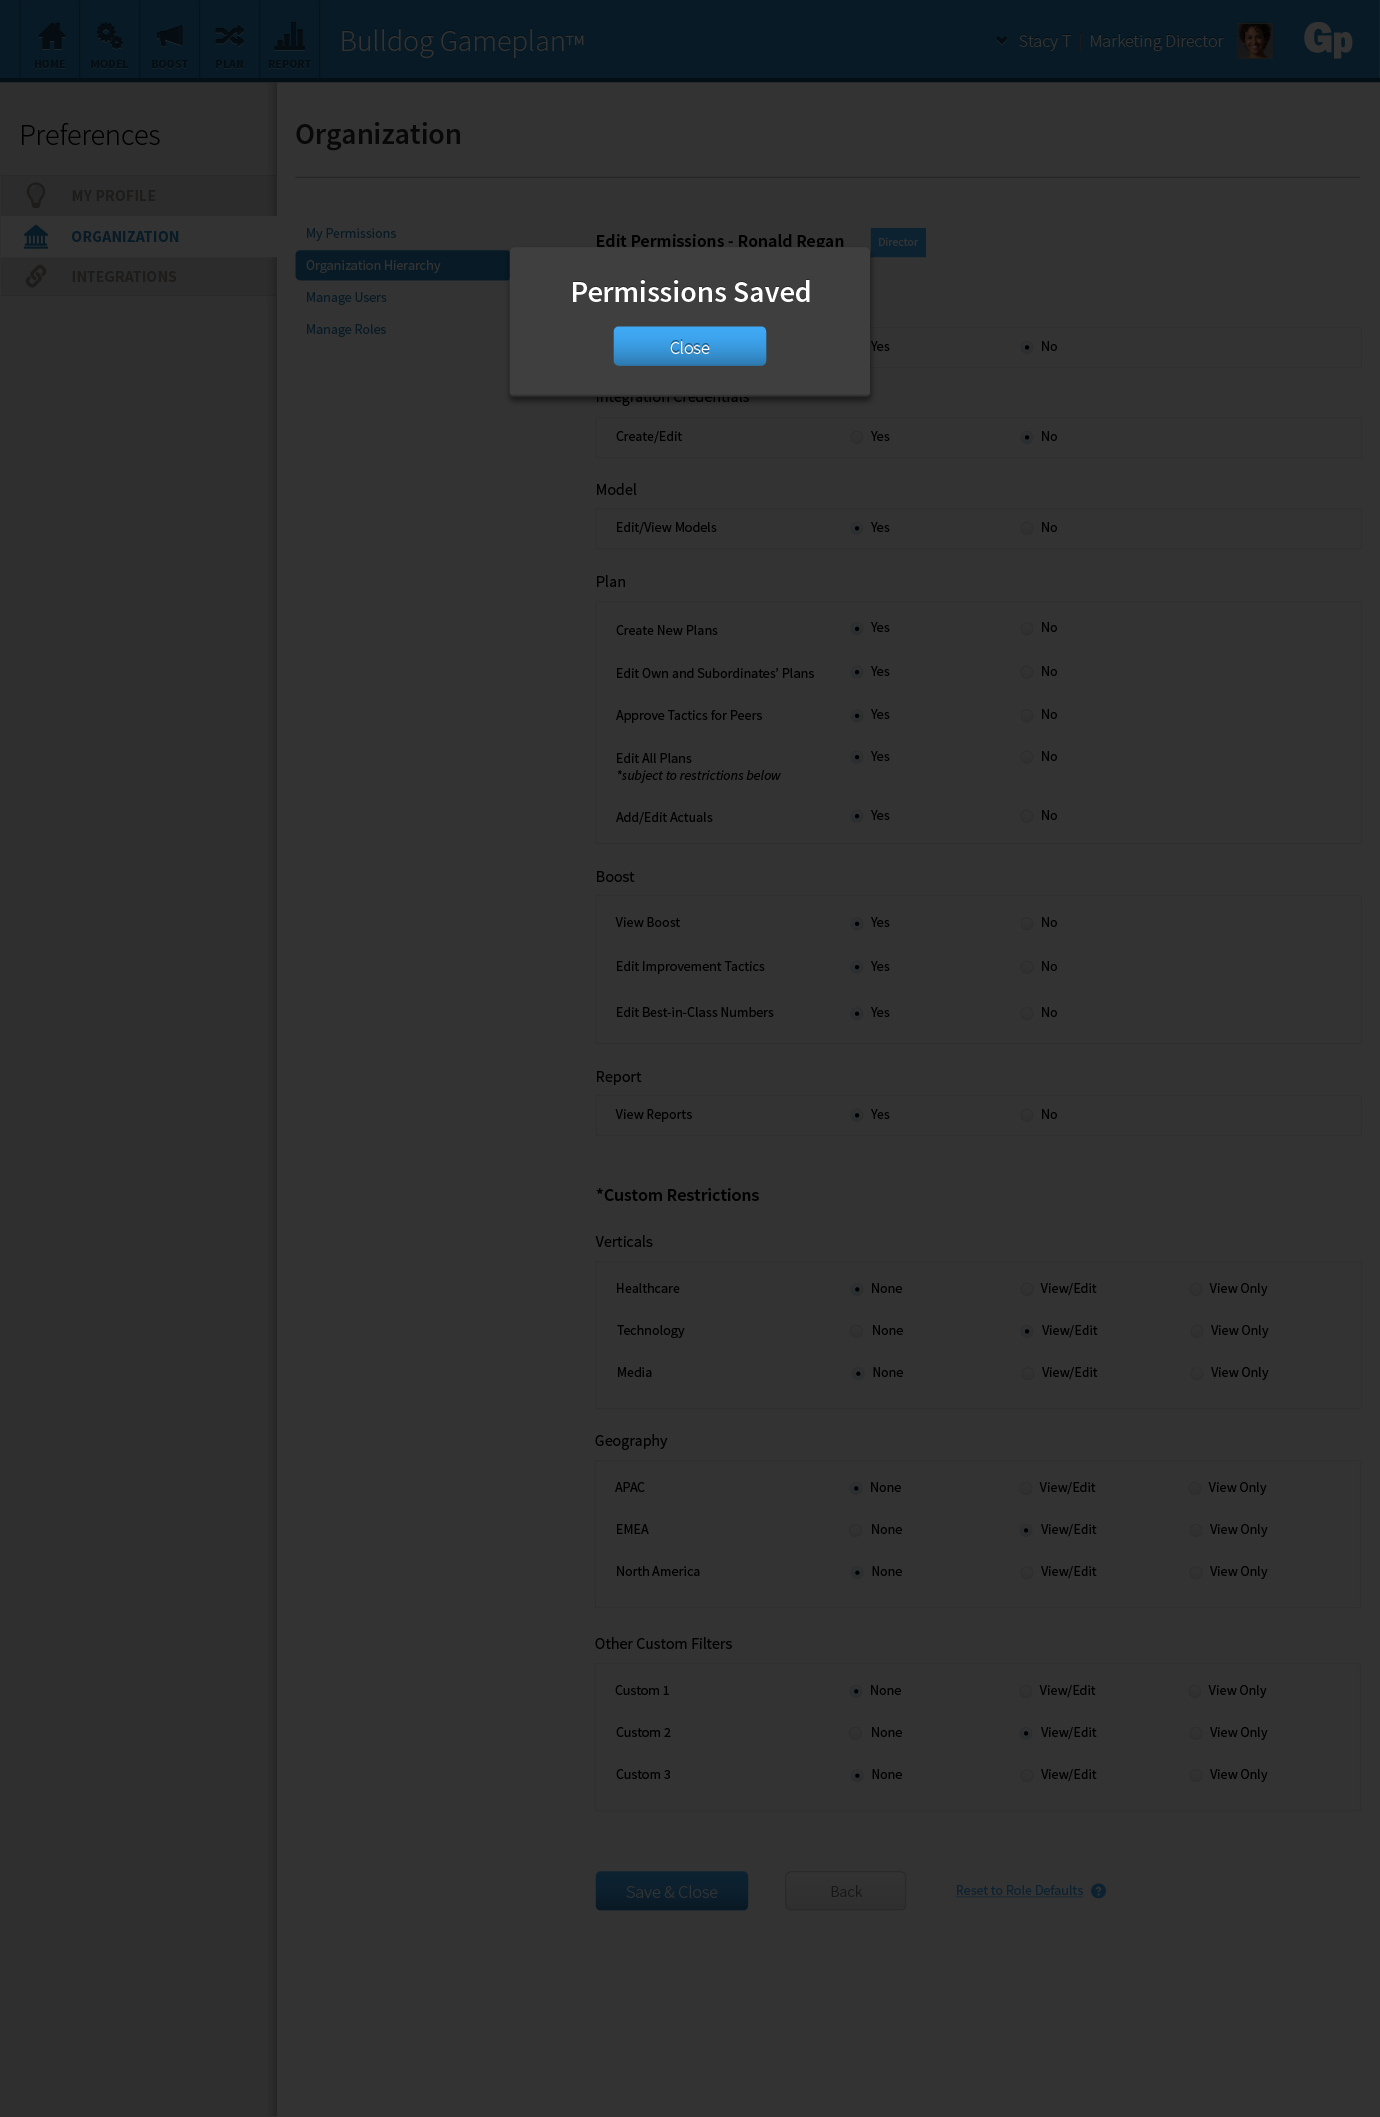 HOME
MODEL
BOOST
PLAN
REPORT
Bulldog Gameplan™
Stacy T | Marketing Director
Gp
Preferences
MY PROFILE
ORGANIZATION
INTEGRATIONS
Organization
My Permissions
Organization Hierarchy
Manage Users
Manage Roles
Edit Permissions - Ronald Regan
Director
Permissions Saved
Close
Yes No
Integration Credentials
Create/Edit Yes No
Model
Edit/View Models Yes No
Plan
Create New Plans Yes No
Edit Own and Subordinates' Plans Yes No
Approve Tactics for Peers Yes No
Edit All Plans Yes No
*subject to restrictions below
Add/Edit Actuals Yes No
Boost
View Boost Yes No
Edit Improvement Tactics Yes No
Edit Best-in-Class Numbers Yes No
Report
View Reports Yes No
*Custom Restrictions
Verticals
Healthcare None View/Edit View Only
Technology None View/Edit View Only
Media None View/Edit View Only
Geography
APAC None View/Edit View Only
EMEA None View/Edit View Only
North America None View/Edit View Only
Other Custom Filters
Custom 1 None View/Edit View Only
Custom 2 None View/Edit View Only
Custom 3 None View/Edit View Only
Save & Close
Back
Reset to Role Defaults ?